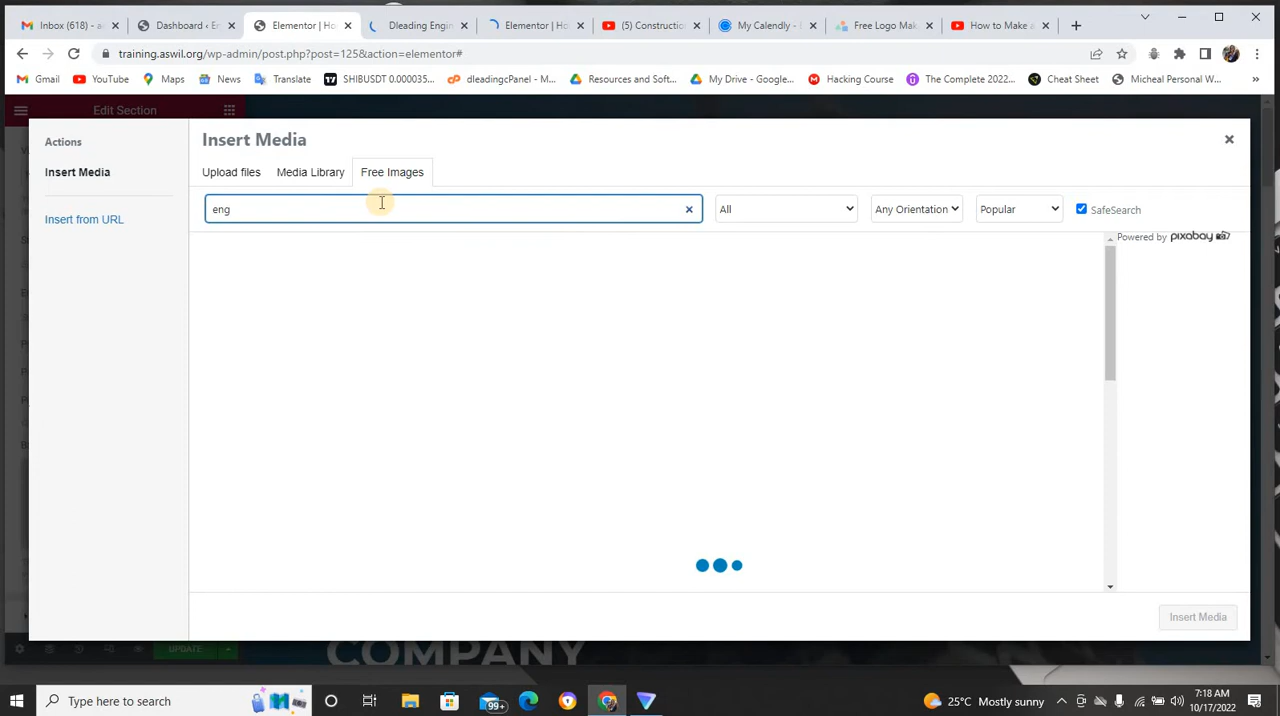 Inbox (618) - a
Dashboard ‹ E
Elementor | Ho
Dleading Engin
Elementor | Ho
(5) Construction
My Calendly -
Free Logo Mak
How to Make a
training.aswil.org/wp-admin/post.php?post=125&action=elementor#
Gmail
YouTube
Maps
News
Translate
SHIBUSDT 0.000035...
dleadingcPanel - M...
Resources and Soft...
My Drive - Google...
Hacking Course
The Complete 2022...
Cheat Sheet
Micheal Personal W...
»
Edit Section
Actions
Insert Media
Insert from URL
Insert Media
Upload files
Media Library
Free Images
eng
All
Any Orientation
Popular
SafeSearch
Powered by pixabay
Insert Media
UPDATE
COMPANY
Type here to search
99+
25°C Mostly sunny
7:18 AM
10/17/2022